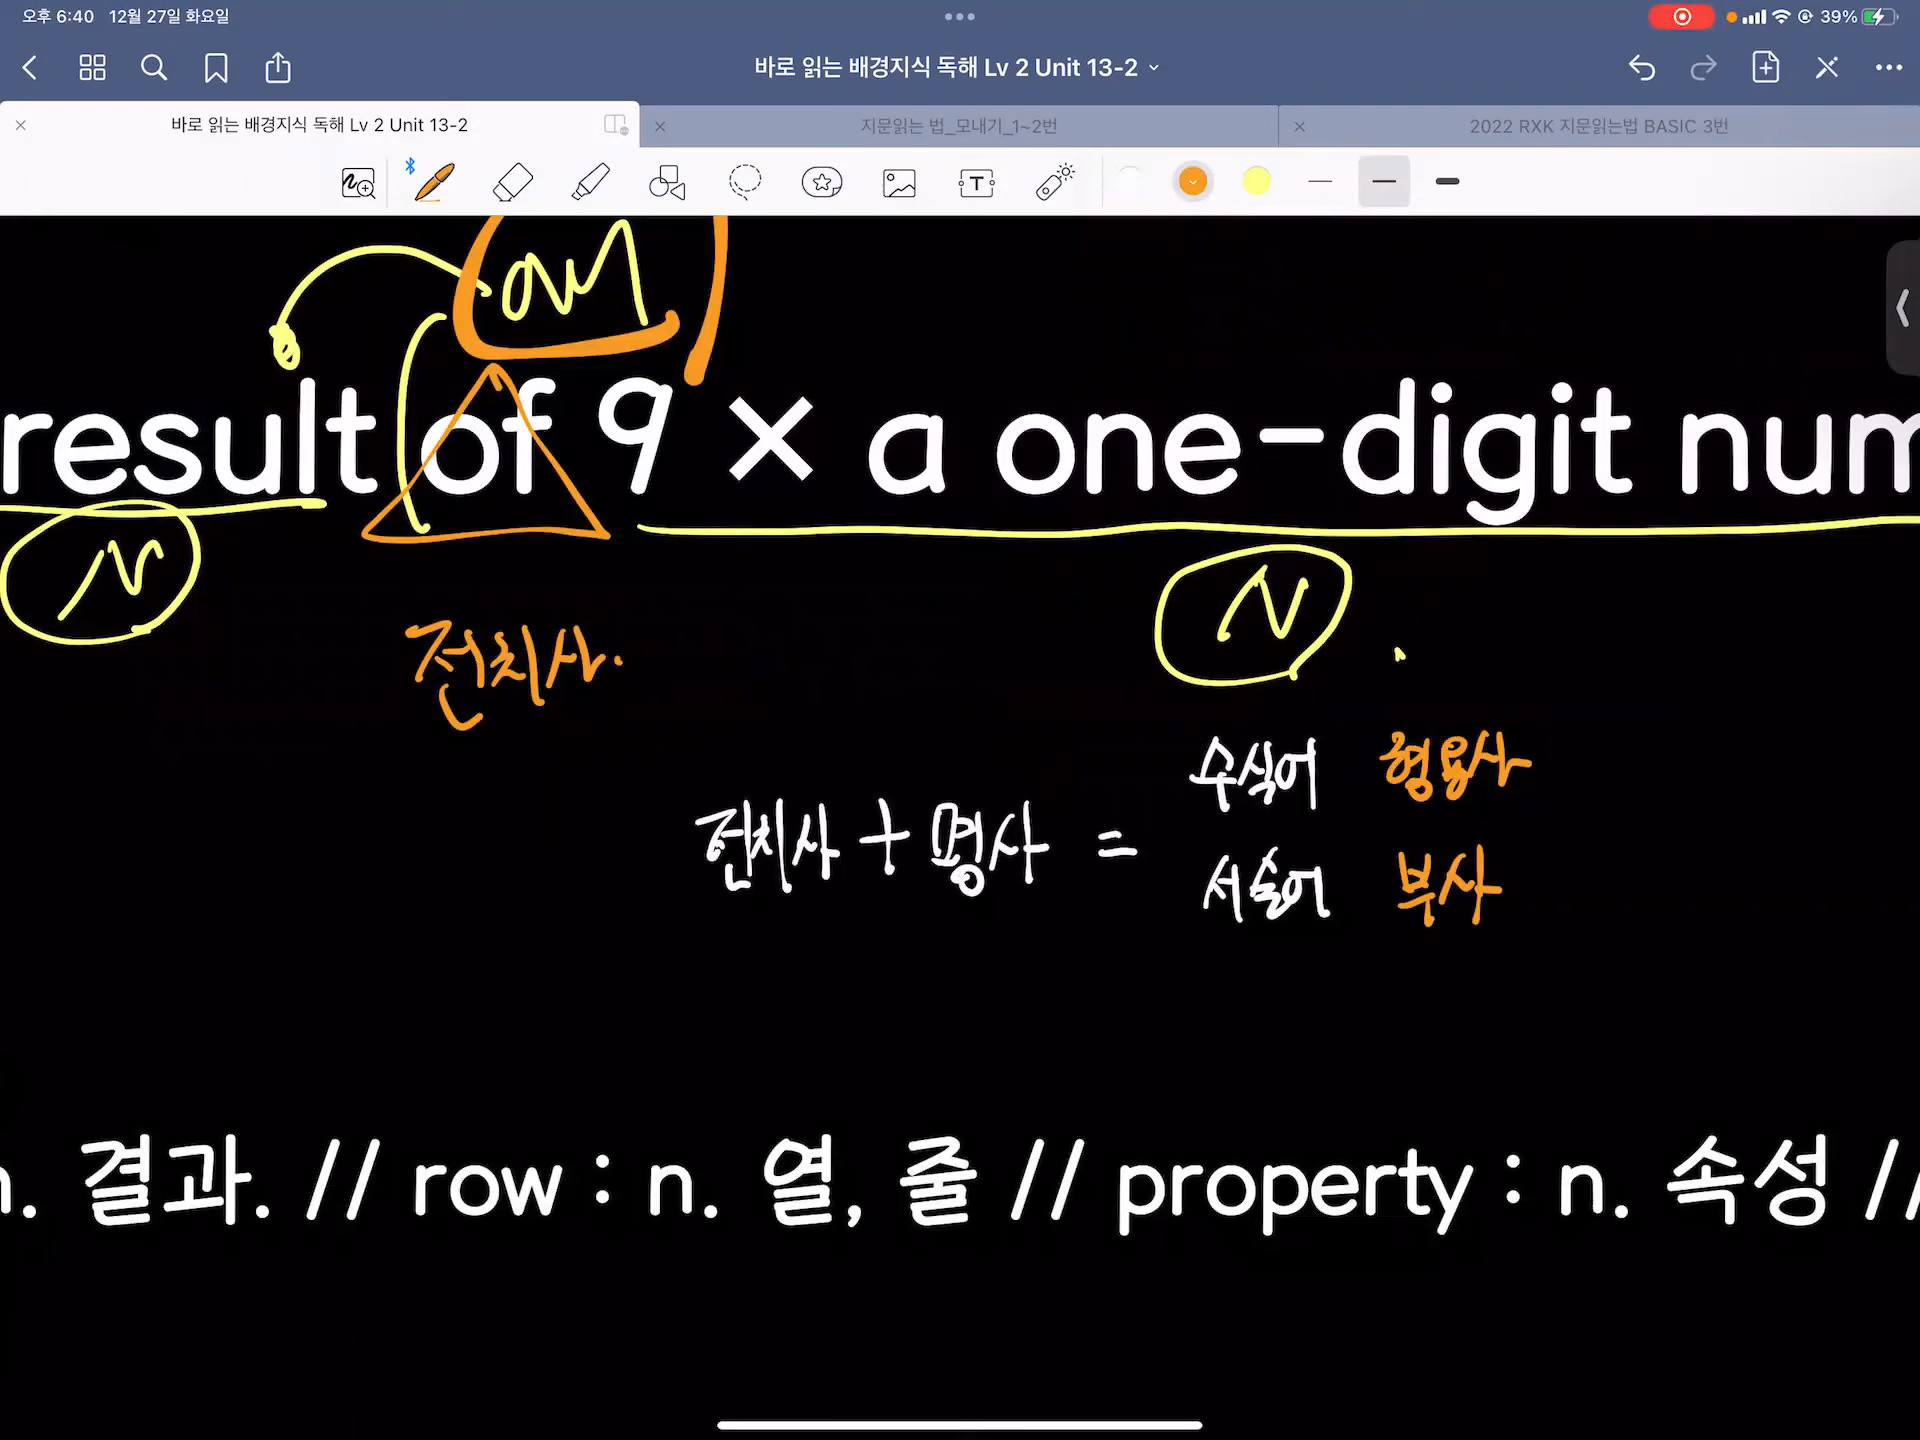 오후 6:40 12월 27일 화요일
39%
바로 읽는 배경지식 독해 Lv 2 Unit 13-2
바로 읽는 배경지식 독해 Lv 2 Unit 13-2
지문읽는 법_모내기_1~2번
2022 RXK 지문읽는법 BASIC 3번
result of 9 × a one-digit num
N
N
전치사.
수식어 형용사
전치사 + 명사 =
서술어 부사
n. 결과. // row : n. 열, 줄 // property : n. 속성 //